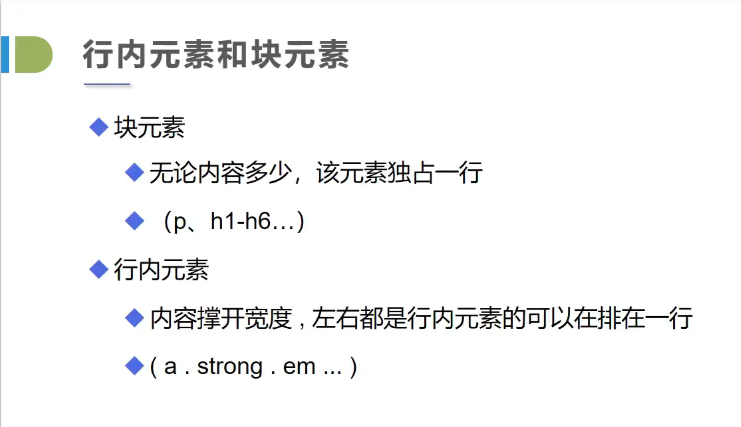 行内元素和块元素
块元素
无论内容多少，该元素独占一行
（p、h1-h6…）
行内元素
内容撑开宽度 , 左右都是行内元素的可以在排在一行
( a . strong . em ... )